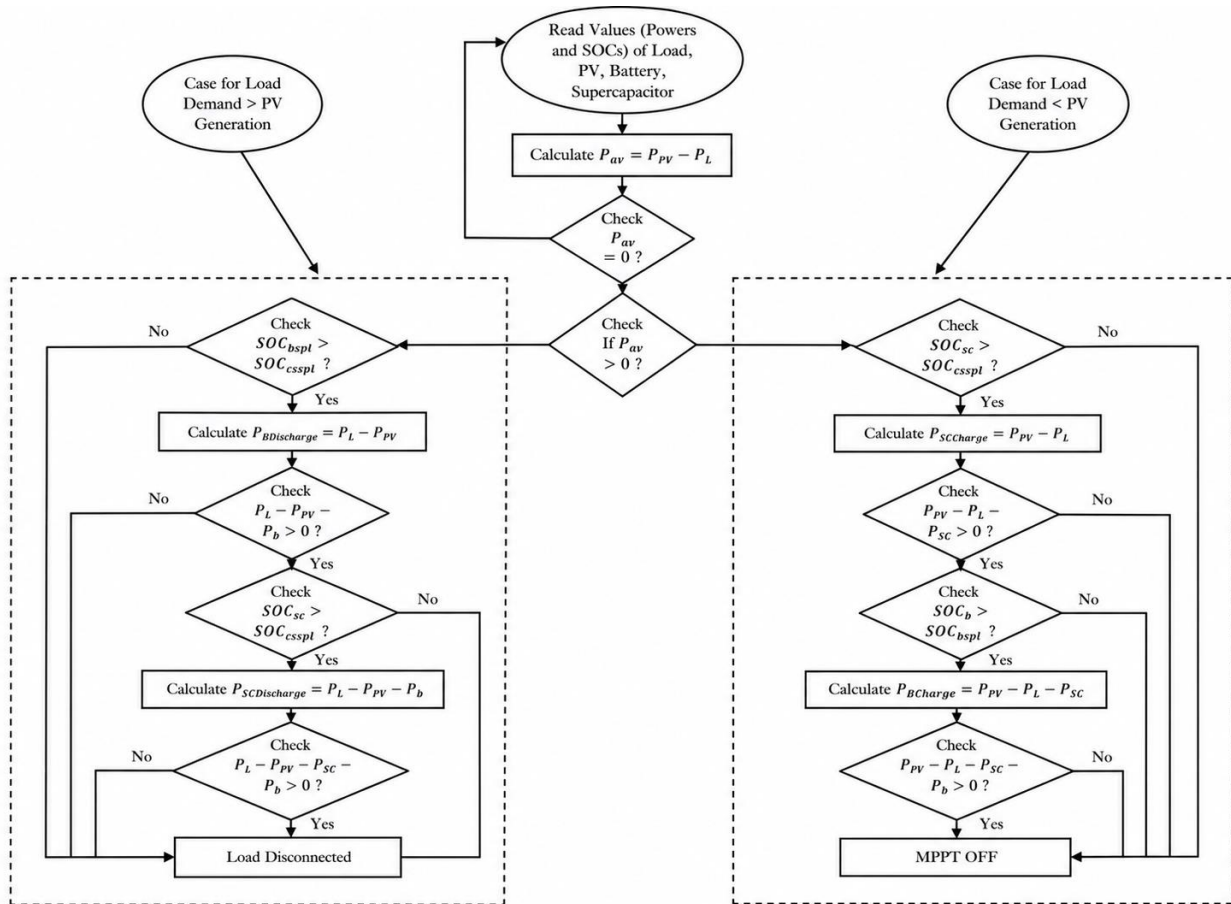 Read Values (Powers
and SOCs) of Load,
PV, Battery,
Supercapacitor
Case for Load
Demand > PV
Generation
Case for Load
Demand < PV
Generation
Calculate P_av = P_PV − P_L
Check
P_av
= 0 ?
Check
If P_av
> 0 ?
No
Check
SOC_bspl >
SOC_csspl ?
Yes
Calculate P_BDischarge = P_L − P_PV
No
Check
P_L − P_PV −
P_b > 0 ?
Yes
Check
SOC_sc >
SOC_csspl ?
No
Yes
Calculate P_SCDischarge = P_L − P_PV − P_b
No
Check
P_L − P_PV − P_SC −
P_b > 0 ?
Yes
Load Disconnected
Check
SOC_sc >
SOC_csspl ?
No
Yes
Calculate P_SCCharge = P_PV − P_L
Check
P_PV − P_L −
P_SC > 0 ?
No
Yes
Check
SOC_b >
SOC_bspl ?
No
Yes
Calculate P_BCharge = P_PV − P_L − P_SC
Check
P_PV − P_L − P_SC −
P_b > 0 ?
No
Yes
MPPT OFF